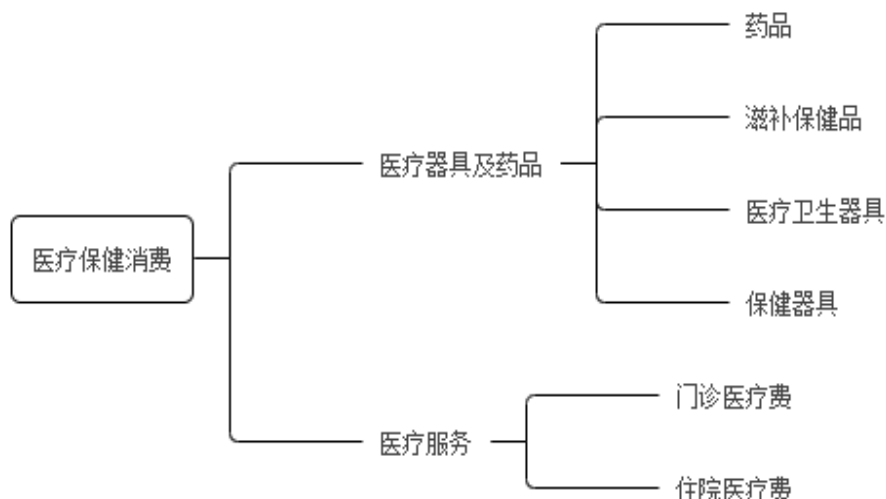 药品
滋补保健品
医疗器具及药品
医疗卫生器具
医疗保健消费
保健器具
门诊医疗费
医疗服务
住院医疗费